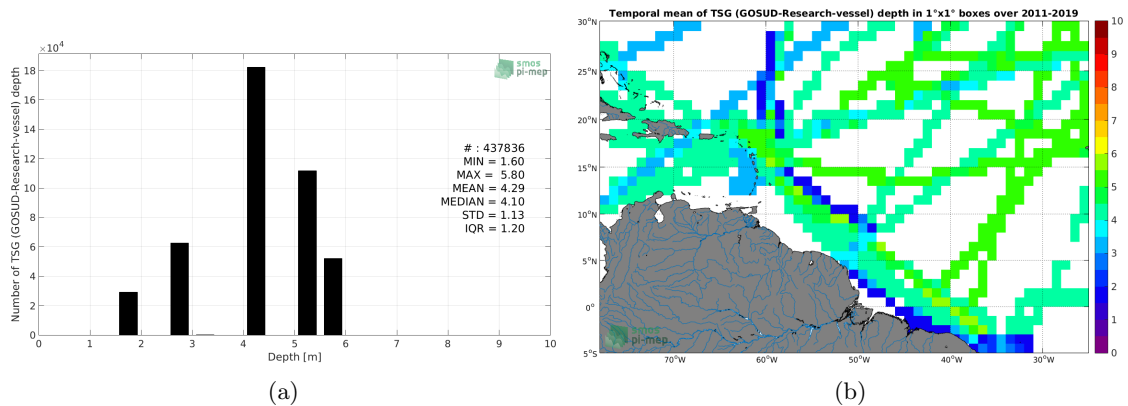 ×10⁴
18
16
14
12
10
8
6
4
2
0
Number of TSG (GOSUD-Research-vessel) depth
0 1 2 3 4 5 6 7 8 9 10
Depth [m]
smos
pi-mep
# : 437836
MIN = 1.60
MAX = 5.80
MEAN = 4.29
MEDIAN = 4.10
STD = 1.13
IQR = 1.20
(a)
Temporal mean of TSG (GOSUD-Research-vessel) depth in 1°x1° boxes over 2011-2019
30°N
25°N
20°N
15°N
10°N
5°N
0°
5°S
70°W 60°W 50°W 40°W 30°W
smos
pi-mep
10
9
8
7
6
5
4
3
2
1
0
(b)